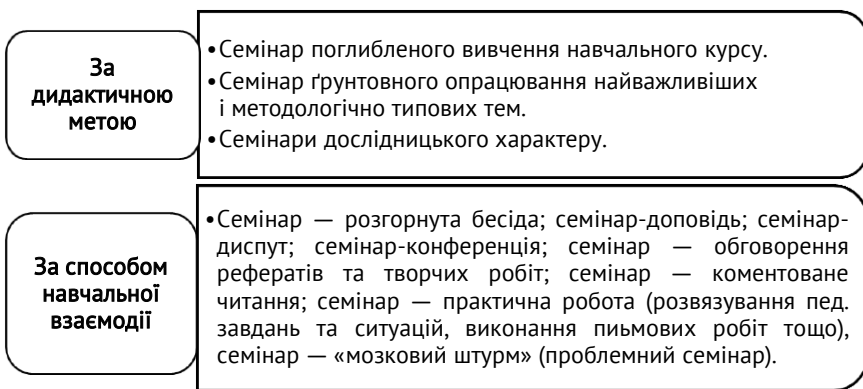 За
дидактичною
метою
•Семінар поглибленого вивчення навчального курсу.
•Семінар ґрунтовного опрацювання найважливіших
і методологічно типових тем.
•Семінари дослідницького характеру.
За способом
навчальної
взаємодії
•Семінар — розгорнута бесіда; семінар-доповідь; семінар-
диспут; семінар-конференція; семінар — обговорення
рефератів та творчих робіт; семінар — коментоване
читання; семінар — практична робота (розвязування пед.
завдань та ситуацій, виконання пиьмових робіт тощо),
семінар — «мозковий штурм» (проблемний семінар).